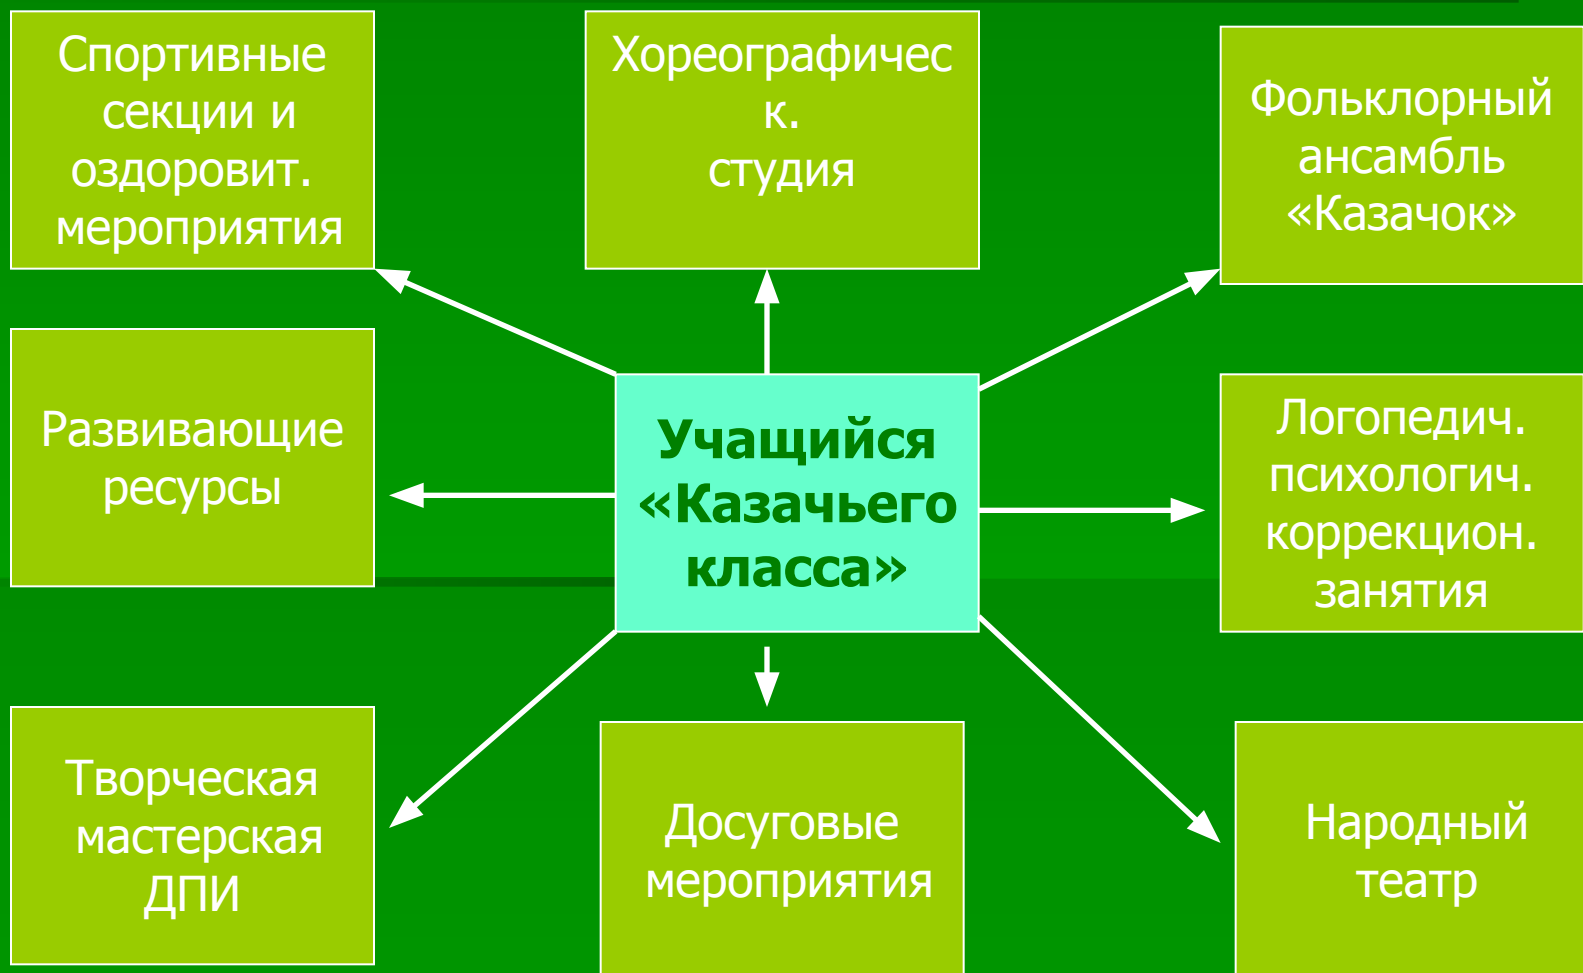 Спортивные
секции и
оздоровит.
мероприятия
Хореографичес
к.
студия
Фольклорный
ансамбль
«Казачок»
Развивающие
ресурсы
Учащийся
«Казачьего
класса»
Логопедич.
психологич.
коррекцион.
занятия
Творческая
мастерская
ДПИ
Досуговые
мероприятия
Народный
театр